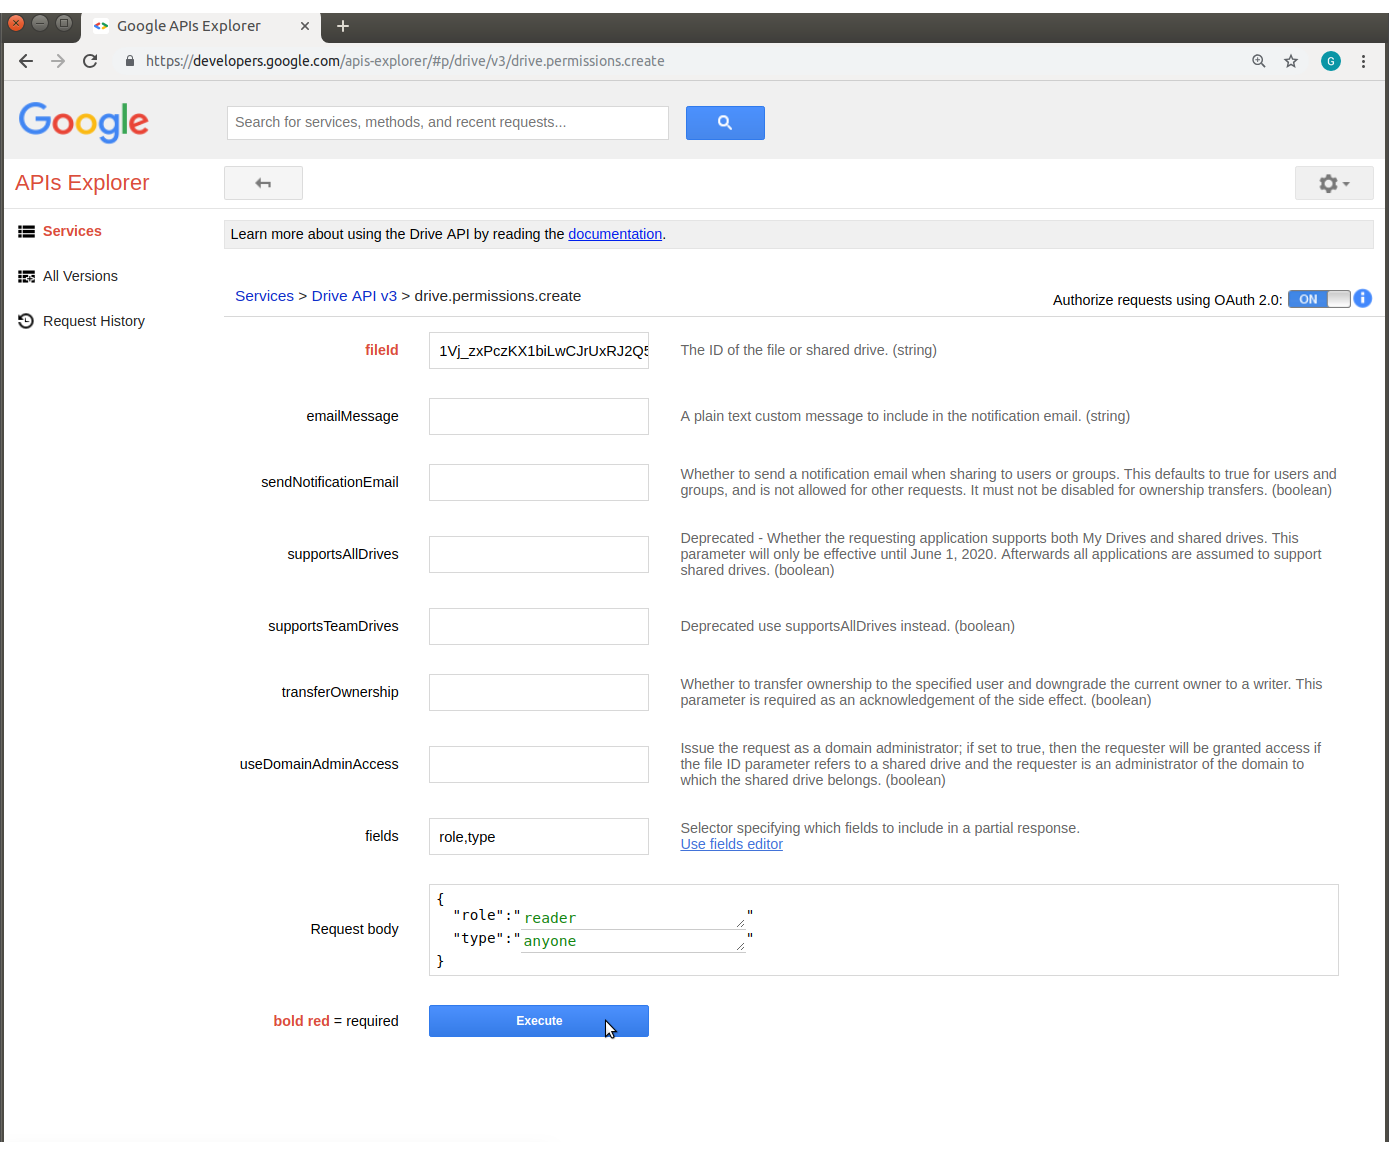 Google APIs Explorer
https://developers.google.com/apis-explorer/#p/drive/v3/drive.permissions.create
G
Google
Search for services, methods, and recent requests...
APIs Explorer
Services
All Versions
Request History
Learn more about using the Drive API by reading the documentation.
Services > Drive API v3 > drive.permissions.create
Authorize requests using OAuth 2.0: ON
fileId
1Vj_zxPczKX1biLwCJrUxRJ2Q5
The ID of the file or shared drive. (string)
emailMessage
A plain text custom message to include in the notification email. (string)
sendNotificationEmail
Whether to send a notification email when sharing to users or groups. This defaults to true for users and
groups, and is not allowed for other requests. It must not be disabled for ownership transfers. (boolean)
supportsAllDrives
Deprecated - Whether the requesting application supports both My Drives and shared drives. This
parameter will only be effective until June 1, 2020. Afterwards all applications are assumed to support
shared drives. (boolean)
supportsTeamDrives
Deprecated use supportsAllDrives instead. (boolean)
transferOwnership
Whether to transfer ownership to the specified user and downgrade the current owner to a writer. This
parameter is required as an acknowledgement of the side effect. (boolean)
useDomainAdminAccess
Issue the request as a domain administrator; if set to true, then the requester will be granted access if
the file ID parameter refers to a shared drive and the requester is an administrator of the domain to
which the shared drive belongs. (boolean)
fields
role,type
Selector specifying which fields to include in a partial response.
Use fields editor
Request body
{
"role":"reader"
"type":"anyone"
}
bold red = required
Execute